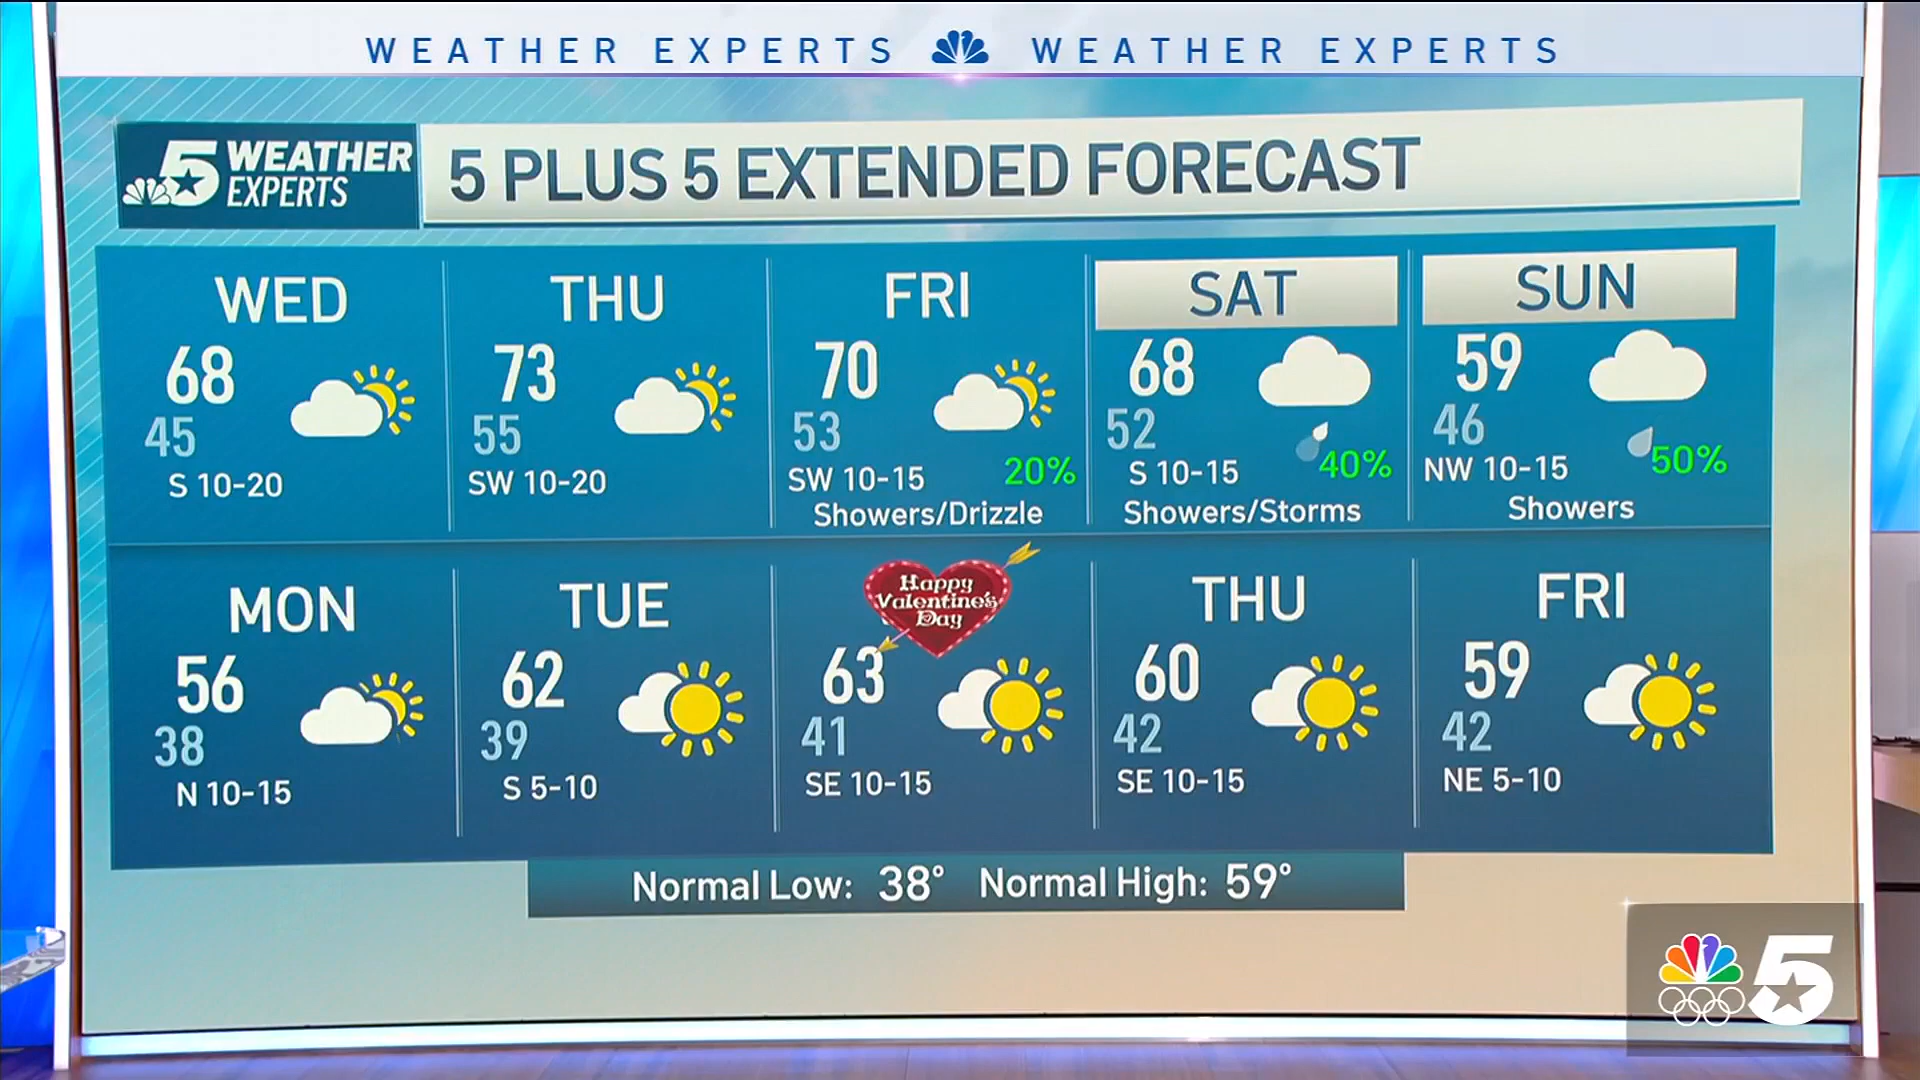 WEATHER EXPERTS WEATHER EXPERTS
5 WEATHER EXPERTS
5 PLUS 5 EXTENDED FORECAST
WED
68
45
S 10-20
THU
73
55
SW 10-20
FRI
70
53
SW 10-15 20%
Showers/Drizzle
SAT
68
52
S 10-15 40%
Showers/Storms
SUN
59
46
NW 10-15 50%
Showers
MON
56
38
N 10-15
TUE
62
39
S 5-10
Happy
Valentine's
Day
63
41
SE 10-15
THU
60
42
SE 10-15
FRI
59
42
NE 5-10
Normal Low: 38° Normal High: 59°
5